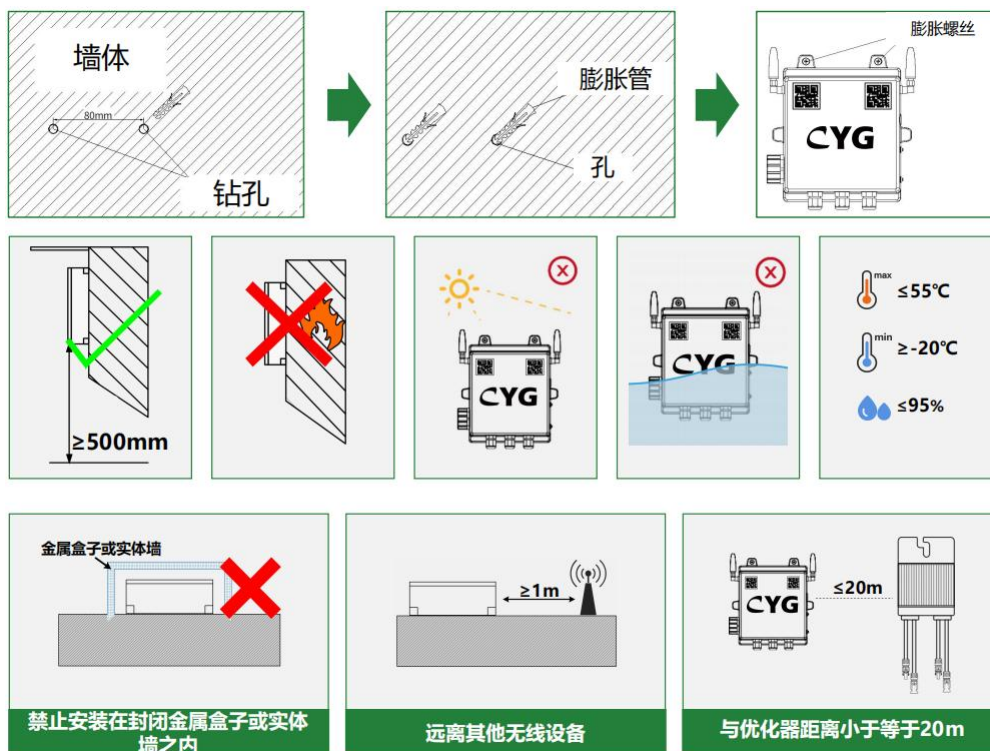 墙体
80mm
钻孔
膨胀管
孔
膨胀螺丝
CYG
≥500mm
CYG
CYG
max
≤55℃
min
≥-20℃
≤95%
金属盒子或实体墙
禁止安装在封闭金属盒子或实体
墙之内
≥1m
远离其他无线设备
CYG
≤20m
与优化器距离小于等于20m